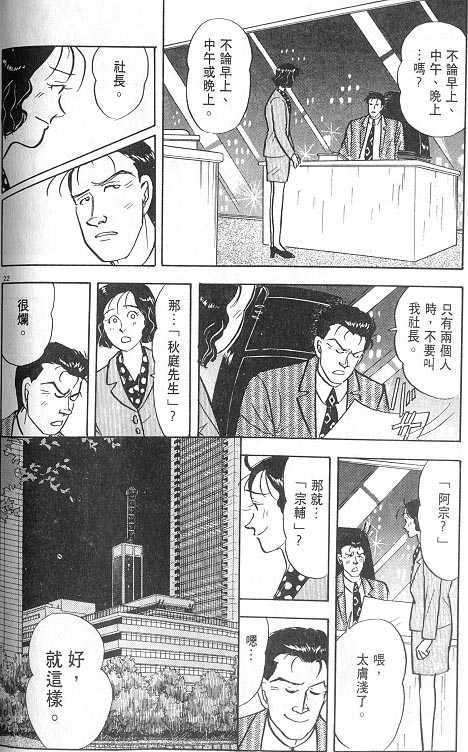 不論早上、
中午、晚上
…嗎？
不論早上、
中午或晚上。
社長。
22
只有兩個人
時，不要叫
我社長。
那…「秋庭先生」？
很爛。
「阿宗？」
喂，
太膚淺了。
那就…
「宗輔」？
嗯…
好，
就這樣。